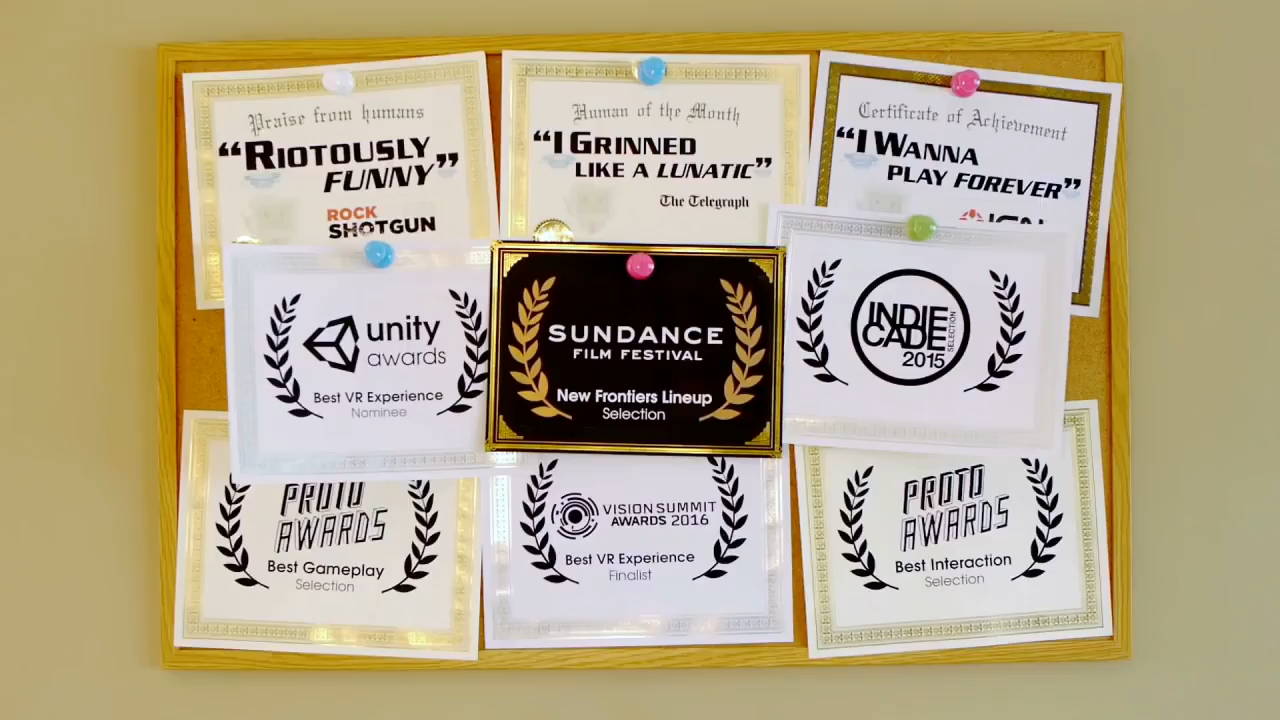 Praise from humans
“RIOTOUSLY
FUNNY”
ROCK
SHOTGUN
Human of the Month
“I GRINNED
LIKE A LUNATIC”
The Telegraph
Certificate of Achievement
“I WANNA
PLAY FOREVER”
IGN
unity
awards
Best VR Experience
Nominee
SUNDANCE
FILM FESTIVAL
New Frontiers Lineup
Selection
INDIE
CADE
SELECTION
2015
PROTO
AWARDS
Best Gameplay
Selection
VISION SUMMIT
AWARDS 2016
Best VR Experience
Finalist
PROTO
AWARDS
Best Interaction
Selection